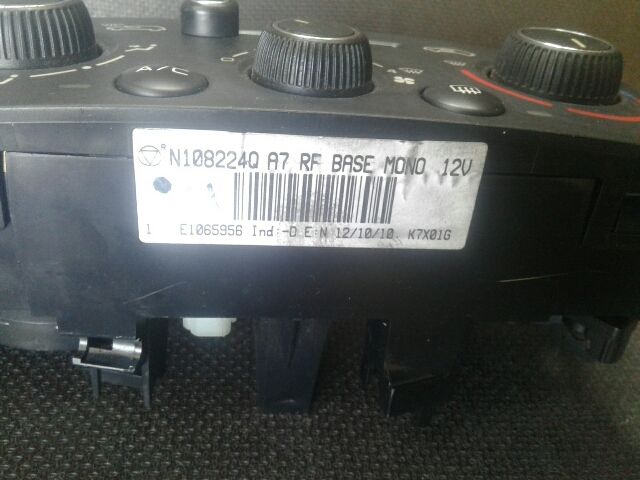 A/C
N108224Q A7 RF BASE MONO 12V
1 E1065956 Ind:-D E:N 12/10/10. K7X01G